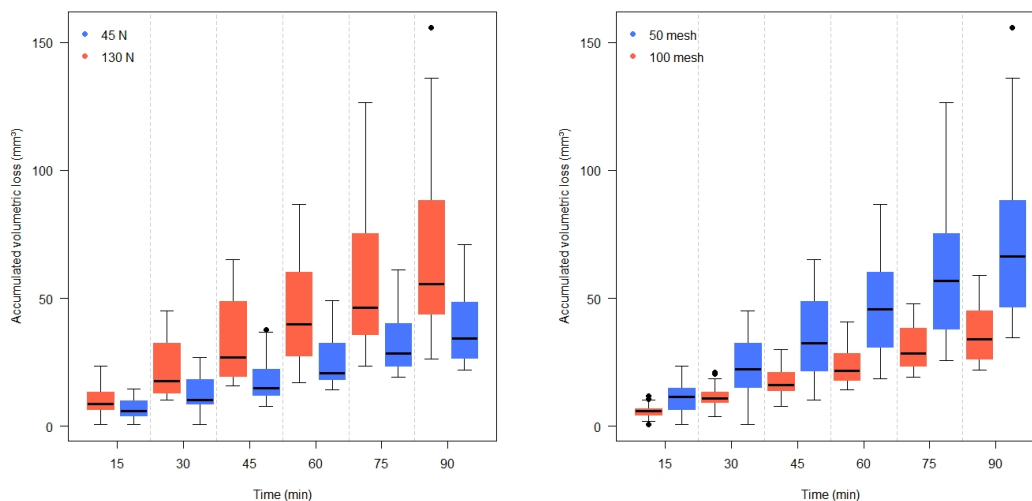 Accumulated volumetric loss (mm³)
150
100
50
0
45 N
130 N
15 30 45 60 75 90
Time (min)
Accumulated volumetric loss (mm³)
150
100
50
0
50 mesh
100 mesh
15 30 45 60 75 90
Time (min)